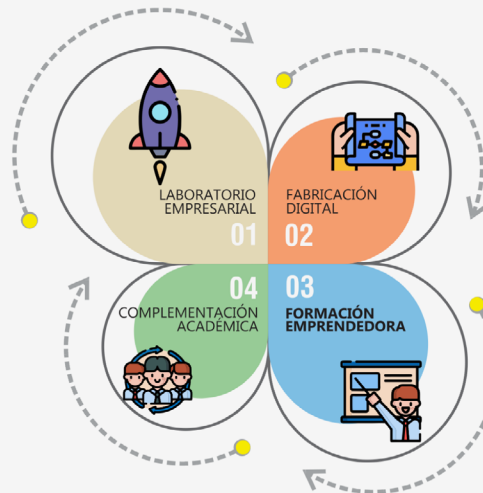 LABORATORIO
EMPRESARIAL
01
FABRICACIÓN
DIGITAL
02
03
FORMACIÓN
EMPRENDEDORA
04
COMPLEMENTACIÓN
ACADÉMICA